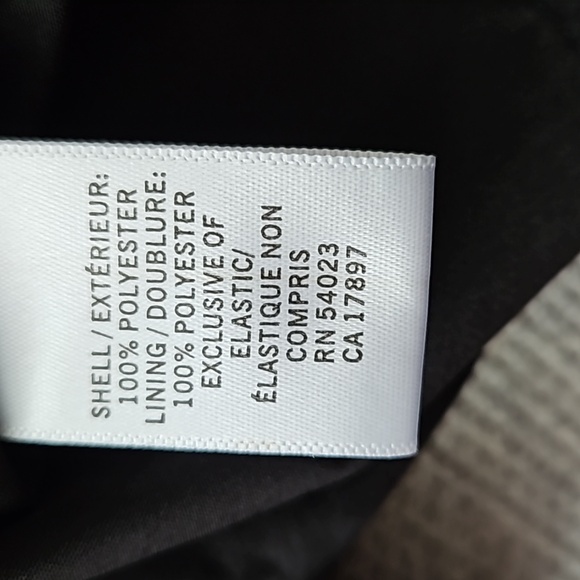 SHELL / EXTÉRIEUR:
100% POLYESTER
LINING / DOUBLURE:
100% POLYESTER
EXCLUSIVE OF
ELASTIC/
ÉLASTIQUE NON
COMPRIS
RN 54023
CA 17897